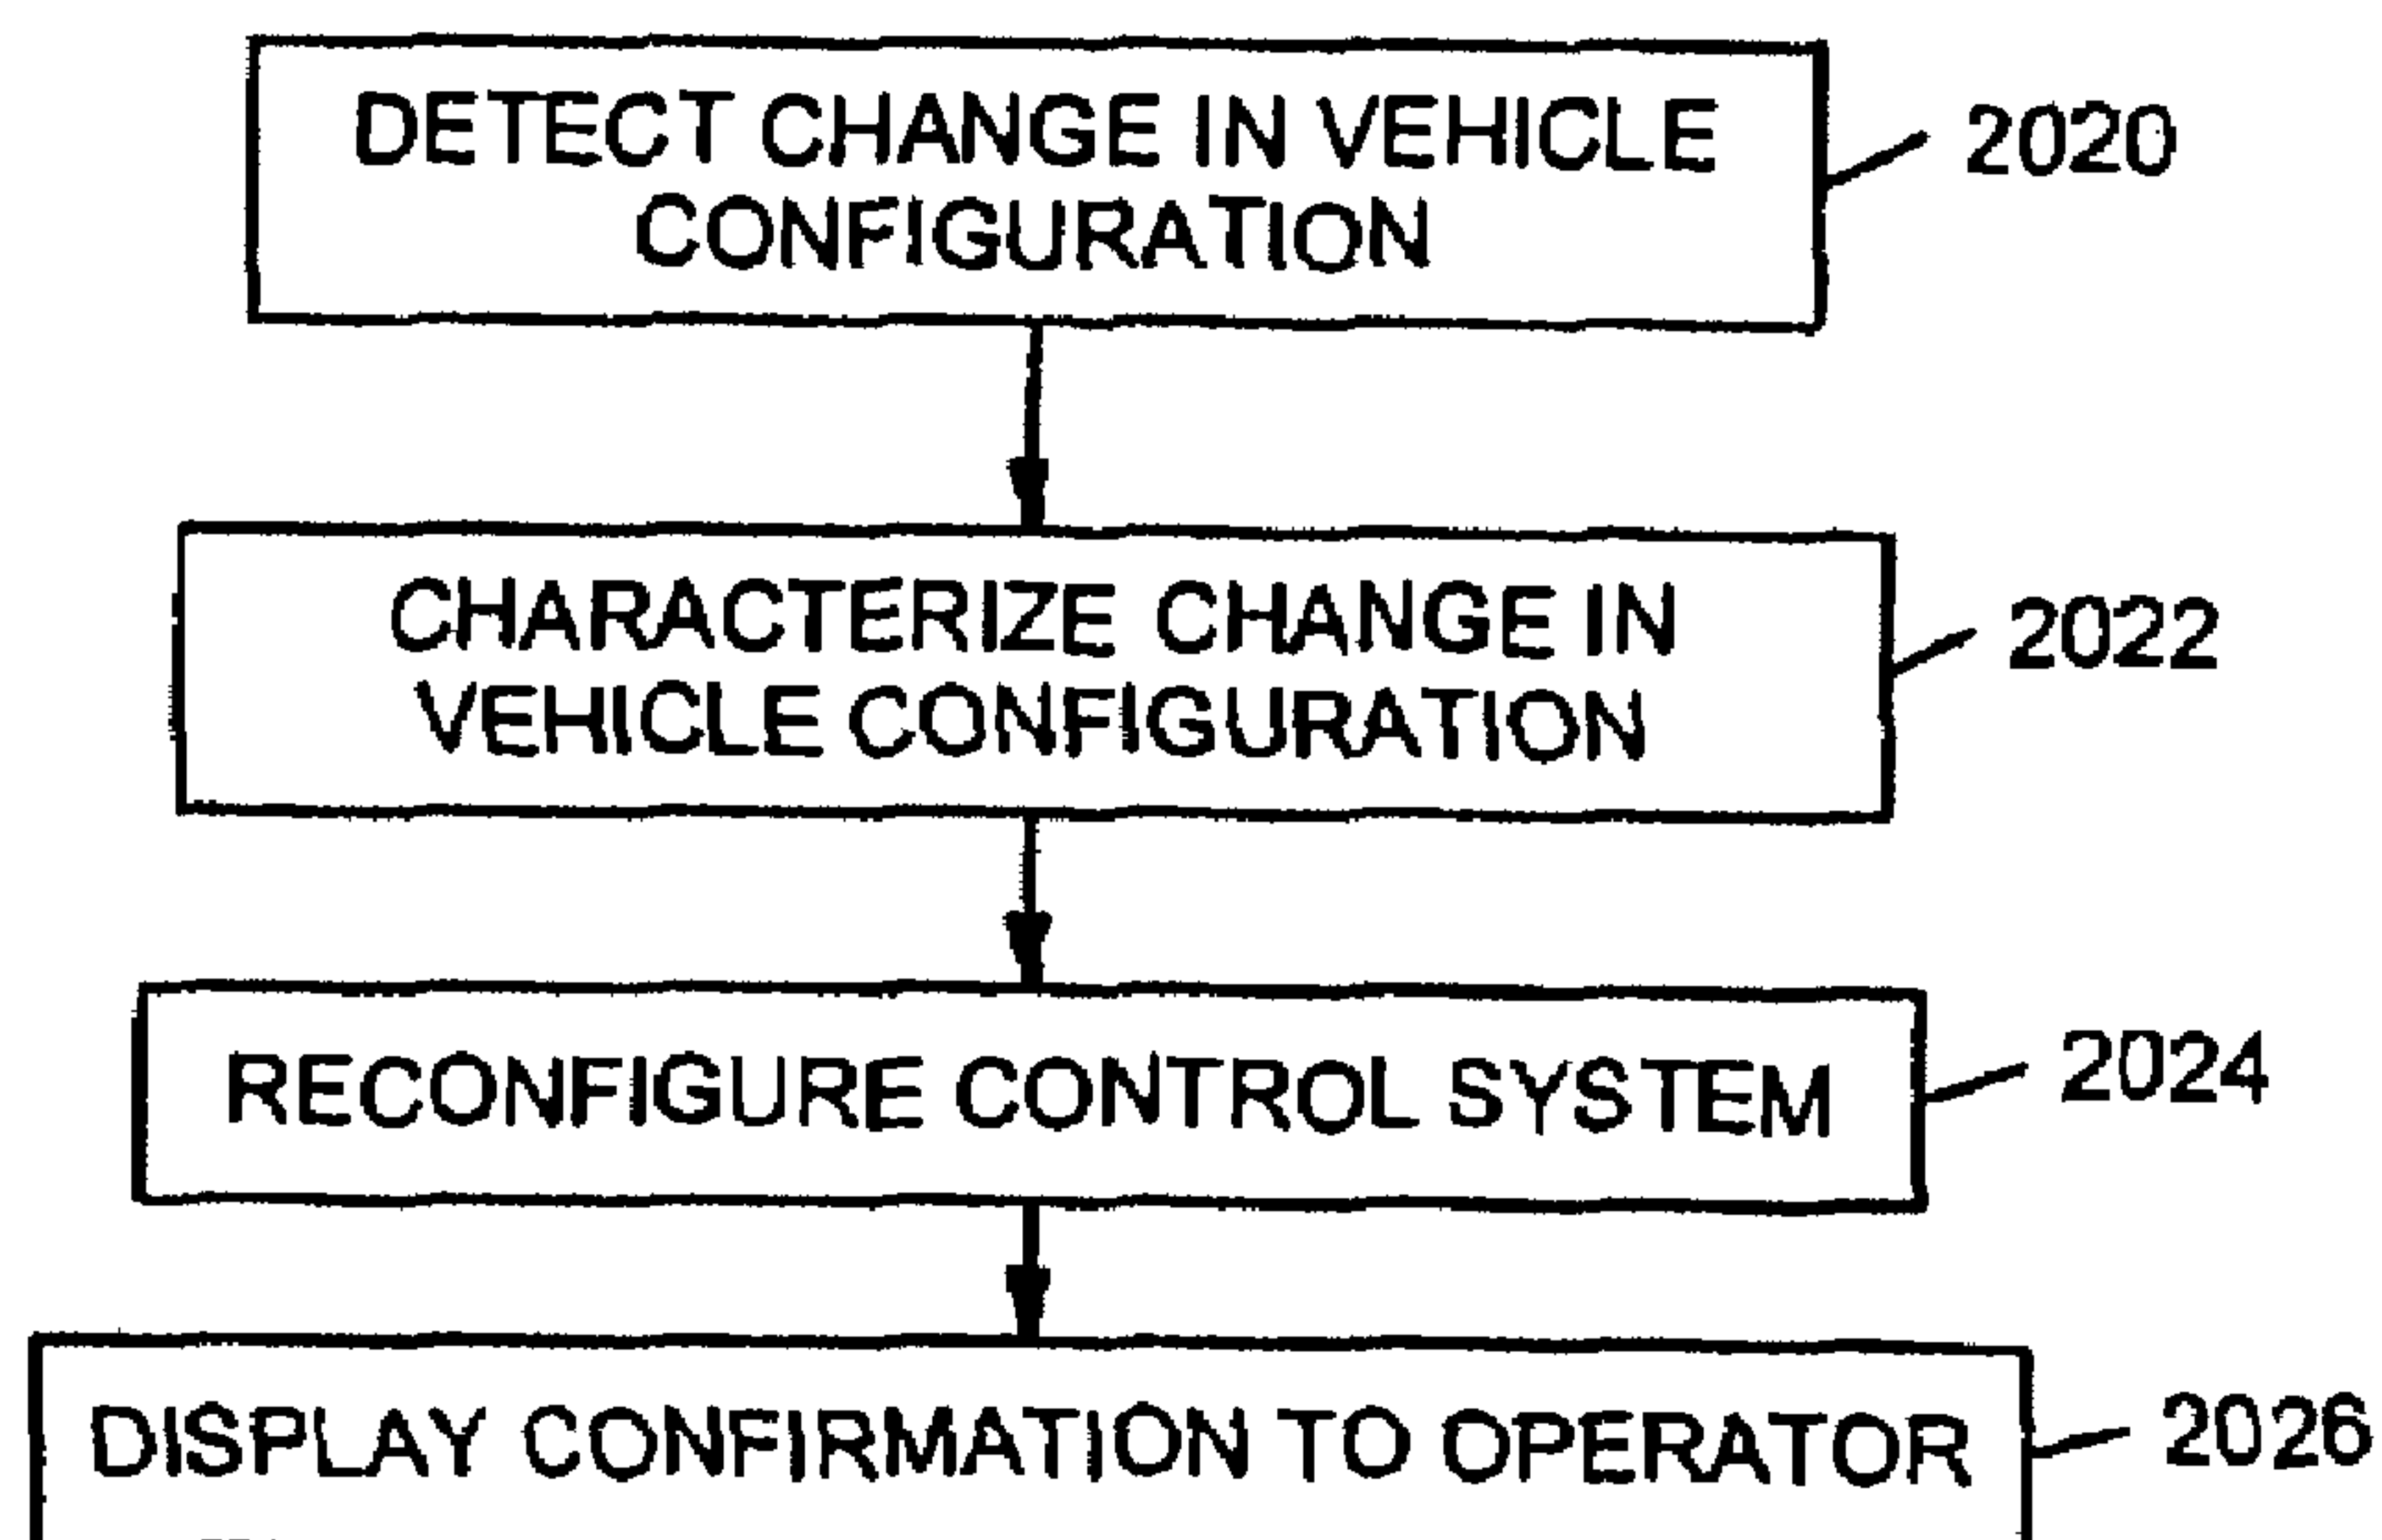 DETECT CHANGE IN VEHICLE
CONFIGURATION
2020
CHARACTERIZE CHANGE IN
VEHICLE CONFIGURATION
2022
RECONFIGURE CONTROL SYSTEM
2024
DISPLAY CONFIRMATION TO OPERATOR
2026